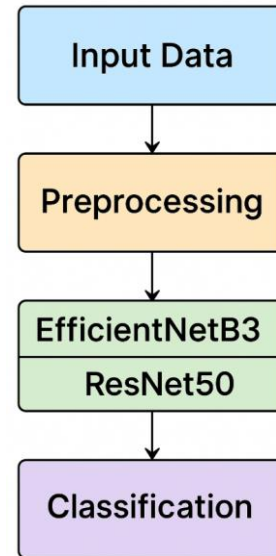 Input Data
Preprocessing
EfficientNetB3
ResNet50
Classification